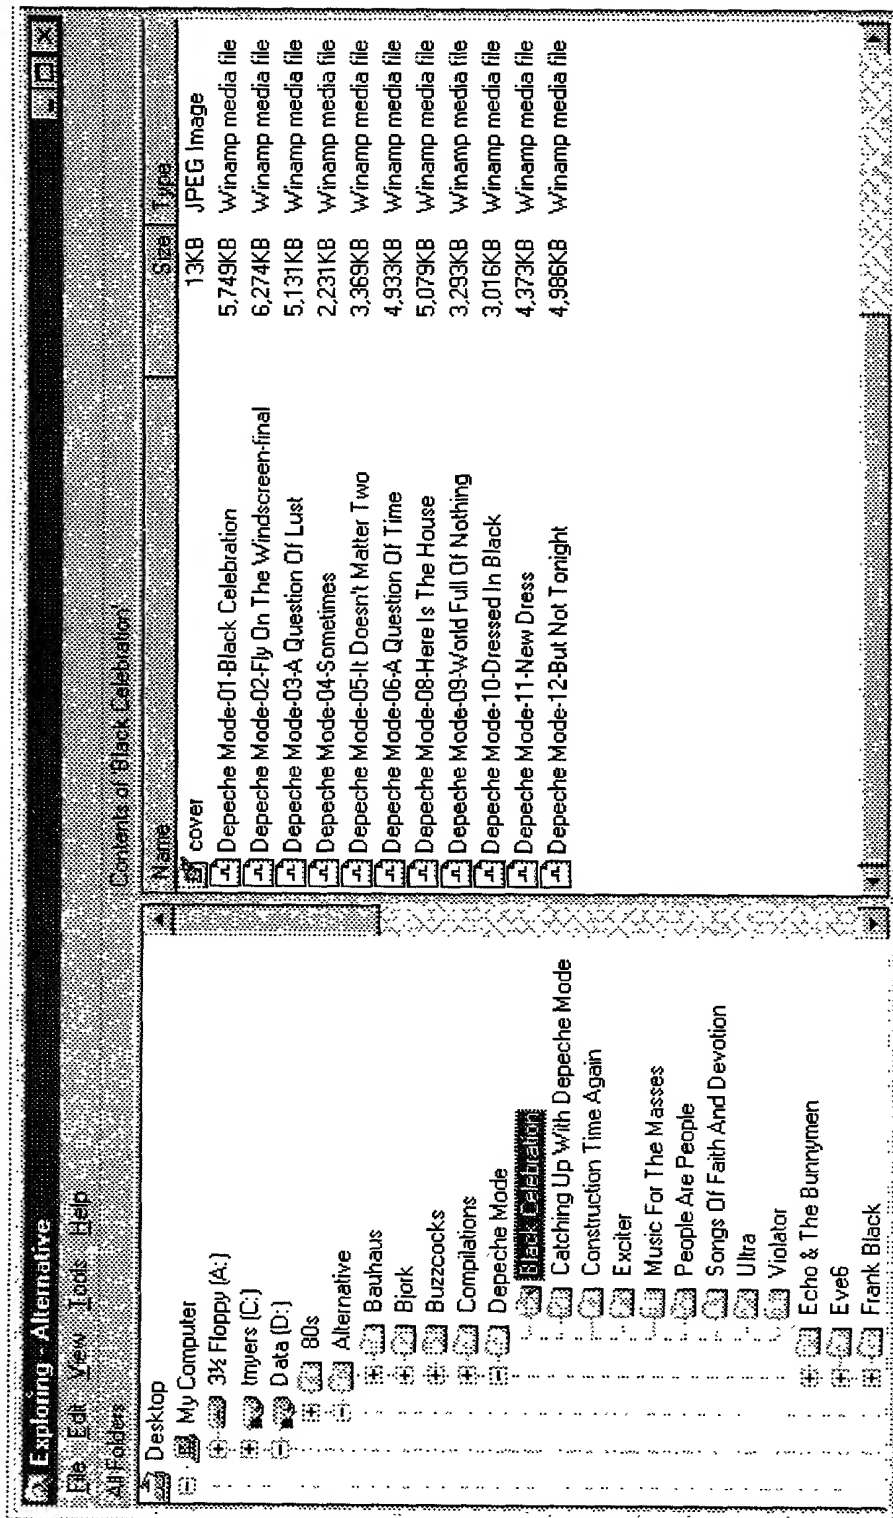 Exploring - Alternative
File Edit View Tools Help
All Folders
Contents of 'Black Celebration'
Desktop
My Computer
3½ Floppy (A:)
Imyers (C:)
Data (D:)
80s
Alternative
Bauhaus
Bjork
Buzzcocks
Compilations
Depeche Mode
Black Celebration
Catching Up With Depeche Mode
Construction Time Again
Exciter
Music For The Masses
People Are People
Songs Of Faith And Devotion
Ultra
Violator
Echo & The Bunnymen
Eve6
Frank Black
Name Size Type
cover 13KB JPEG Image
Depeche Mode-01-Black Celebration 5,749KB Winamp media file
Depeche Mode-02-Fly On The Windscreen-final 6,274KB Winamp media file
Depeche Mode-03-A Question Of Lust 5,131KB Winamp media file
Depeche Mode-04-Sometimes 2,231KB Winamp media file
Depeche Mode-05-It Doesn't Matter Two 3,369KB Winamp media file
Depeche Mode-06-A Question Of Time 4,933KB Winamp media file
Depeche Mode-08-Here Is The House 5,079KB Winamp media file
Depeche Mode-09-World Full Of Nothing 3,293KB Winamp media file
Depeche Mode-10-Dressed In Black 3,016KB Winamp media file
Depeche Mode-11-New Dress 4,373KB Winamp media file
Depeche Mode-12-But Not Tonight 4,986KB Winamp media file